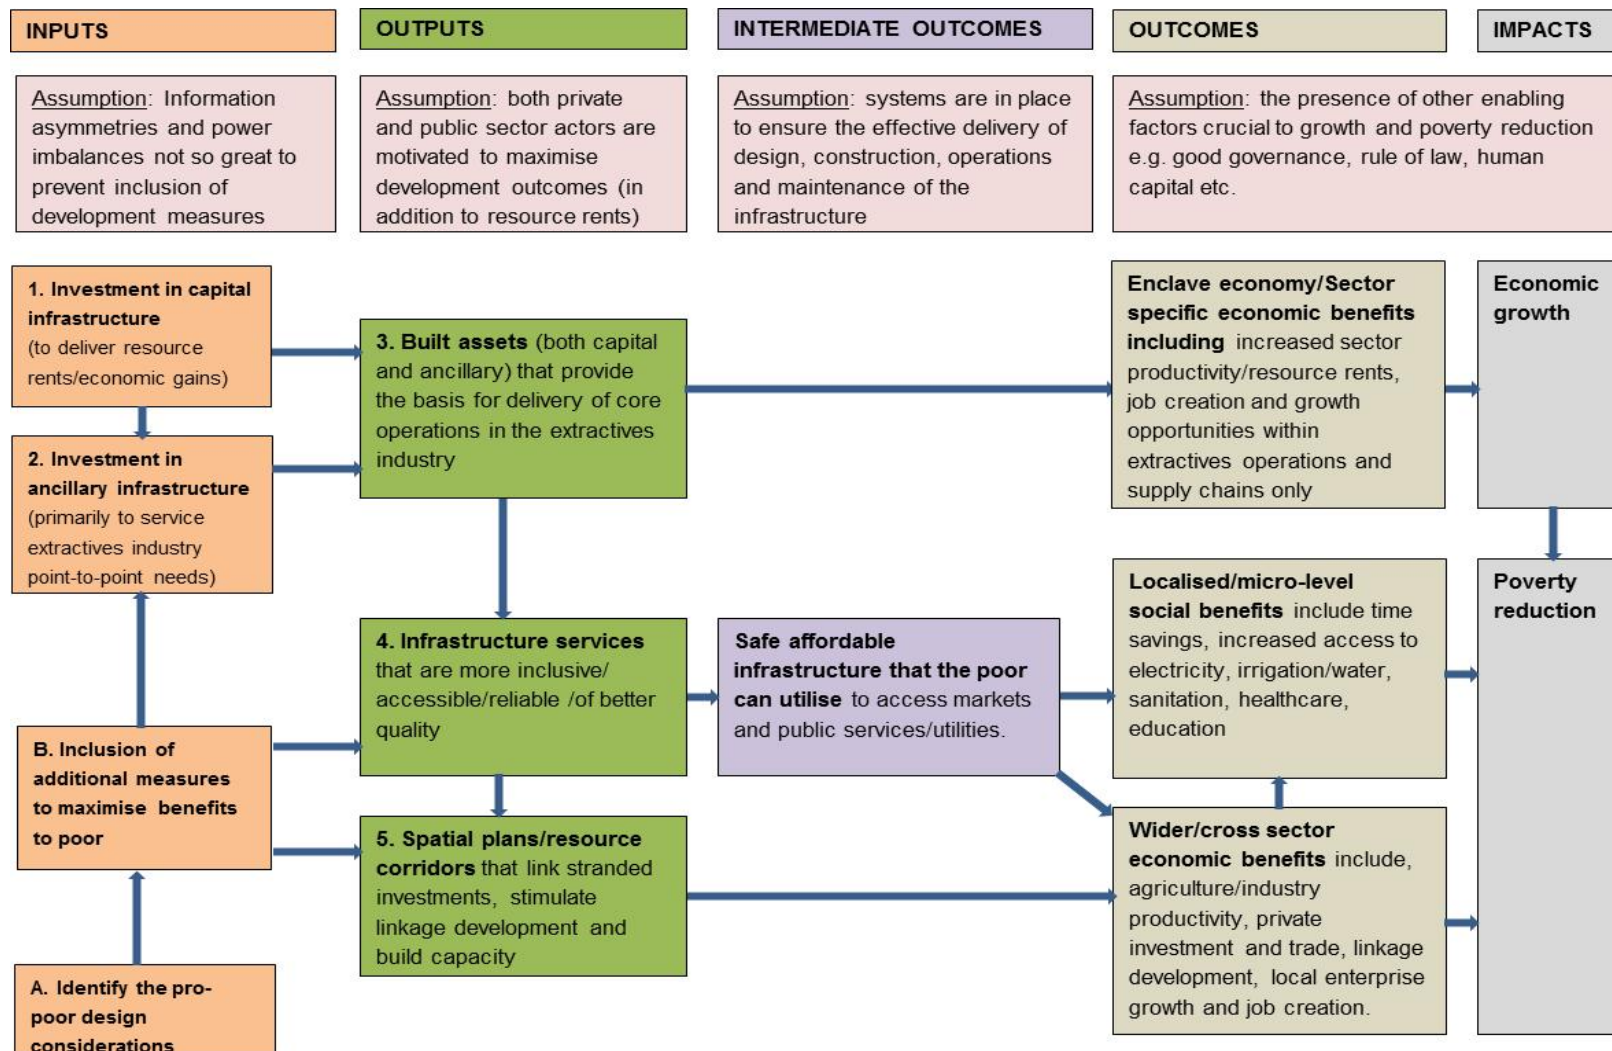 INPUTS
OUTPUTS
INTERMEDIATE OUTCOMES
OUTCOMES
IMPACTS
Assumption: Information
asymmetries and power
imbalances not so great to
prevent inclusion of
development measures
Assumption: both private
and public sector actors are
motivated to maximise
development outcomes (in
addition to resource rents)
Assumption: systems are in place
to ensure the effective delivery of
design, construction, operations
and maintenance of the
infrastructure
Assumption: the presence of other enabling
factors crucial to growth and poverty reduction
e.g. good governance, rule of law, human
capital etc.
1. Investment in capital
infrastructure
(to deliver resource
rents/economic gains)
2. Investment in
ancillary infrastructure
(primarily to service
extractives industry
point-to-point needs)
B. Inclusion of
additional measures
to maximise benefits
to poor
A. Identify the pro-
poor design
considerations
3. Built assets (both capital
and ancillary) that provide
the basis for delivery of core
operations in the extractives
industry
4. Infrastructure services
that are more inclusive/
accessible/reliable /of better
quality
5. Spatial plans/resource
corridors that link stranded
investments, stimulate
linkage development and
build capacity
Safe affordable
infrastructure that the poor
can utilise to access markets
and public services/utilities.
Enclave economy/Sector
specific economic benefits
including increased sector
productivity/resource rents,
job creation and growth
opportunities within
extractives operations and
supply chains only
Localised/micro-level
social benefits include time
savings, increased access to
electricity, irrigation/water,
sanitation, healthcare,
education
Wider/cross sector
economic benefits include,
agriculture/industry
productivity, private
investment and trade, linkage
development, local enterprise
growth and job creation.
Economic
growth
Poverty
reduction